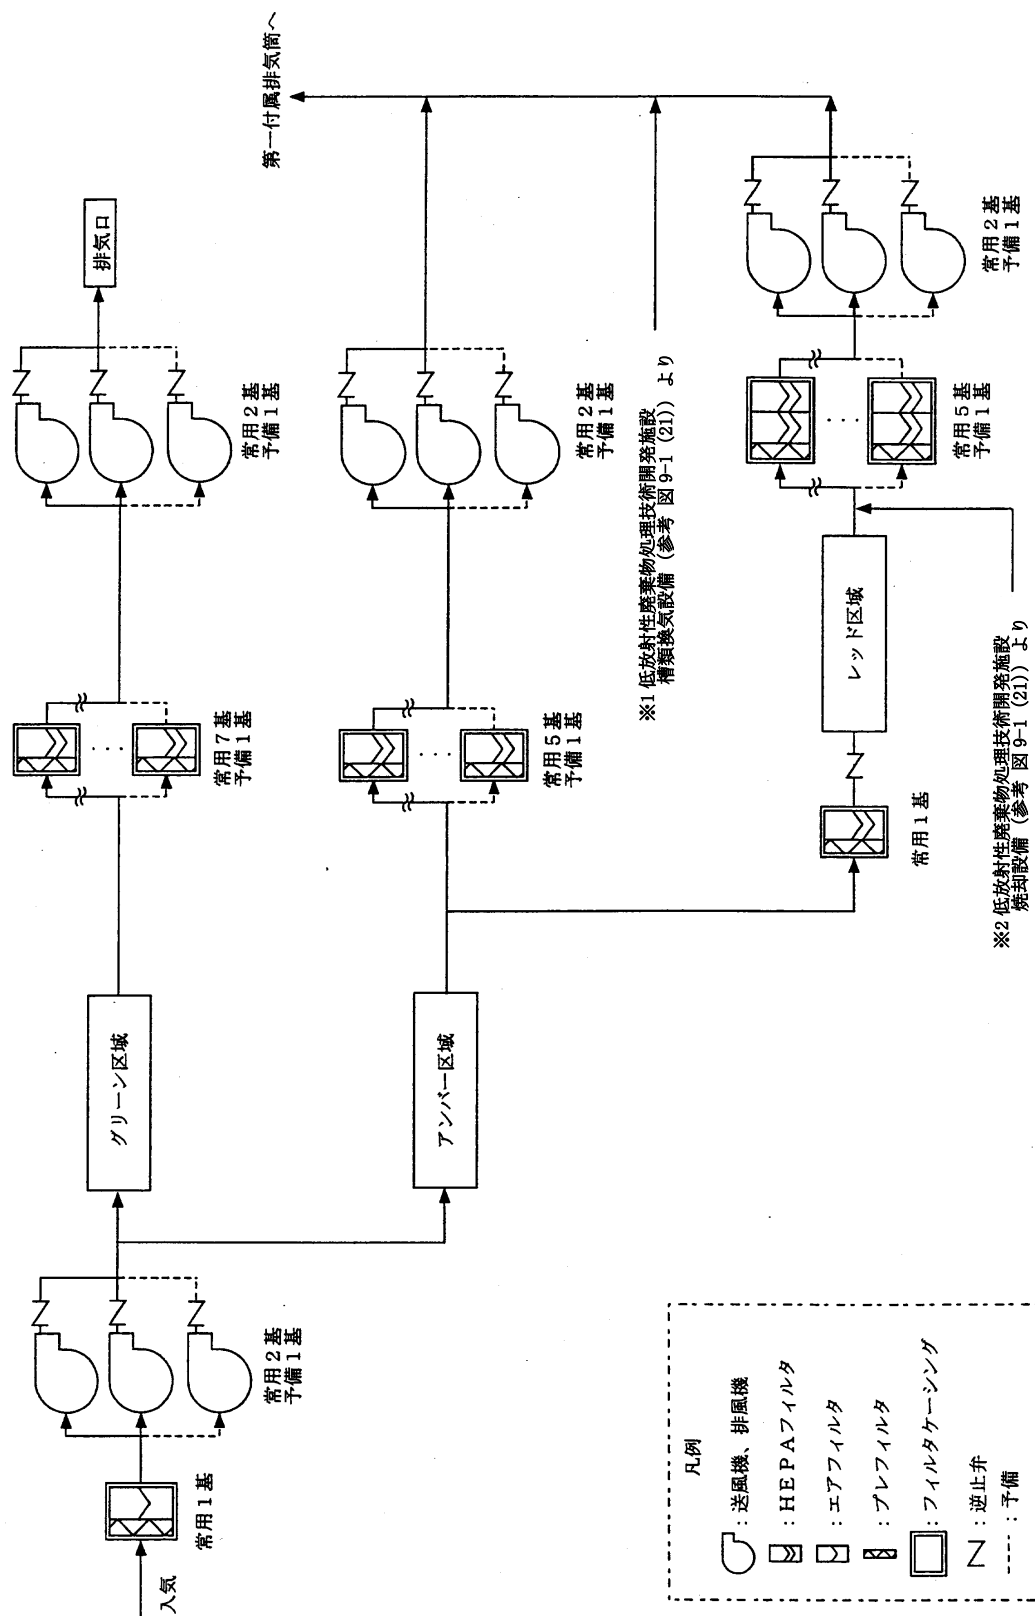 入気
常用1基
常用2基
予備1基
グリーン区域
常用7基
予備1基
常用2基
予備1基
排気口
アンバー区域
常用5基
予備1基
常用2基
予備1基
第一付属排気筒へ
※1 低放射性廃棄物処理技術開発施設
槽類換気設備 (参考 図9-1 (21)) より
常用1基
レッド区域
常用5基
予備1基
常用2基
予備1基
※2 低放射性廃棄物処理技術開発施設
焼却設備 (参考 図9-1 (21)) より
凡例
:送風機、排風機
:HEPAフィルタ
:エアフィルタ
:プレフィルタ
:フィルタケーシング
:逆止弁
:予備